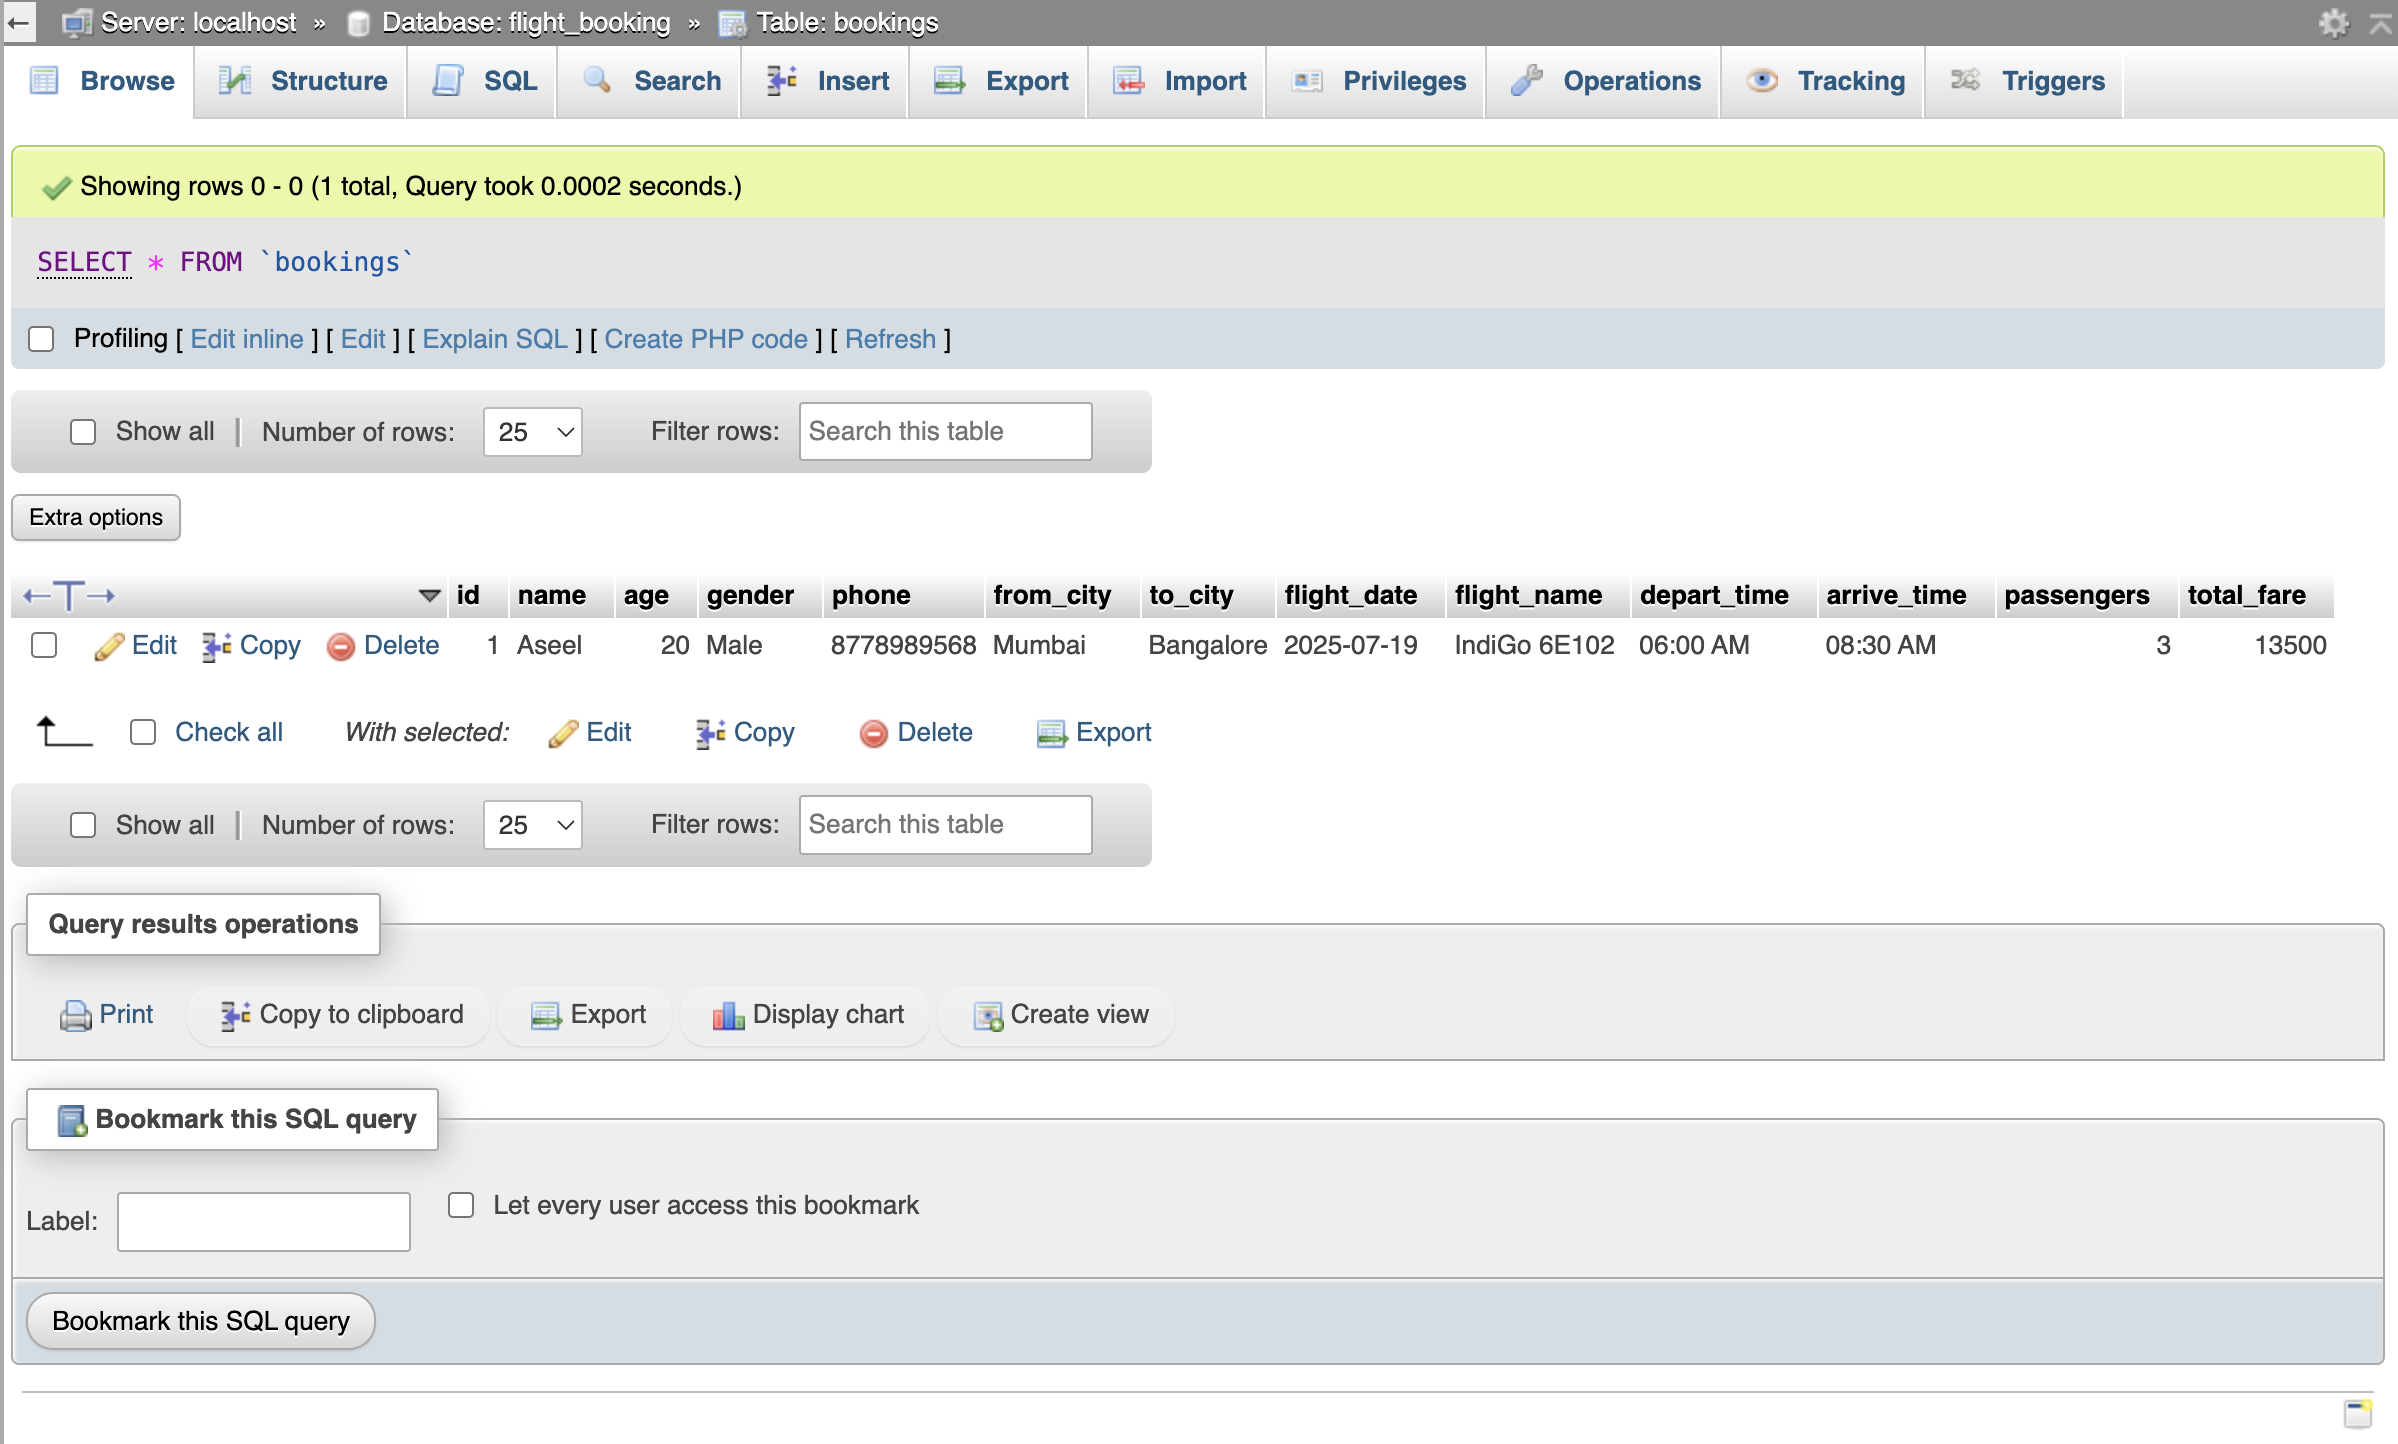 Server: localhost » Database: flight_booking » Table: bookings
Browse Structure SQL Search Insert Export Import Privileges Operations Tracking Triggers
Showing rows 0 - 0 (1 total, Query took 0.0002 seconds.)
SELECT * FROM `bookings`
Profiling [ Edit inline ] [ Edit ] [ Explain SQL ] [ Create PHP code ] [ Refresh ]
Show all | Number of rows: 25 Filter rows: Search this table
Extra options
←T→ id name age gender phone from_city to_city flight_date flight_name depart_time arrive_time passengers total_fare
Edit Copy Delete 1 Aseel 20 Male 8778989568 Mumbai Bangalore 2025-07-19 IndiGo 6E102 06:00 AM 08:30 AM 3 13500
Check all With selected: Edit Copy Delete Export
Show all | Number of rows: 25 Filter rows: Search this table
Query results operations
Print Copy to clipboard Export Display chart Create view
Bookmark this SQL query
Label: Let every user access this bookmark
Bookmark this SQL query